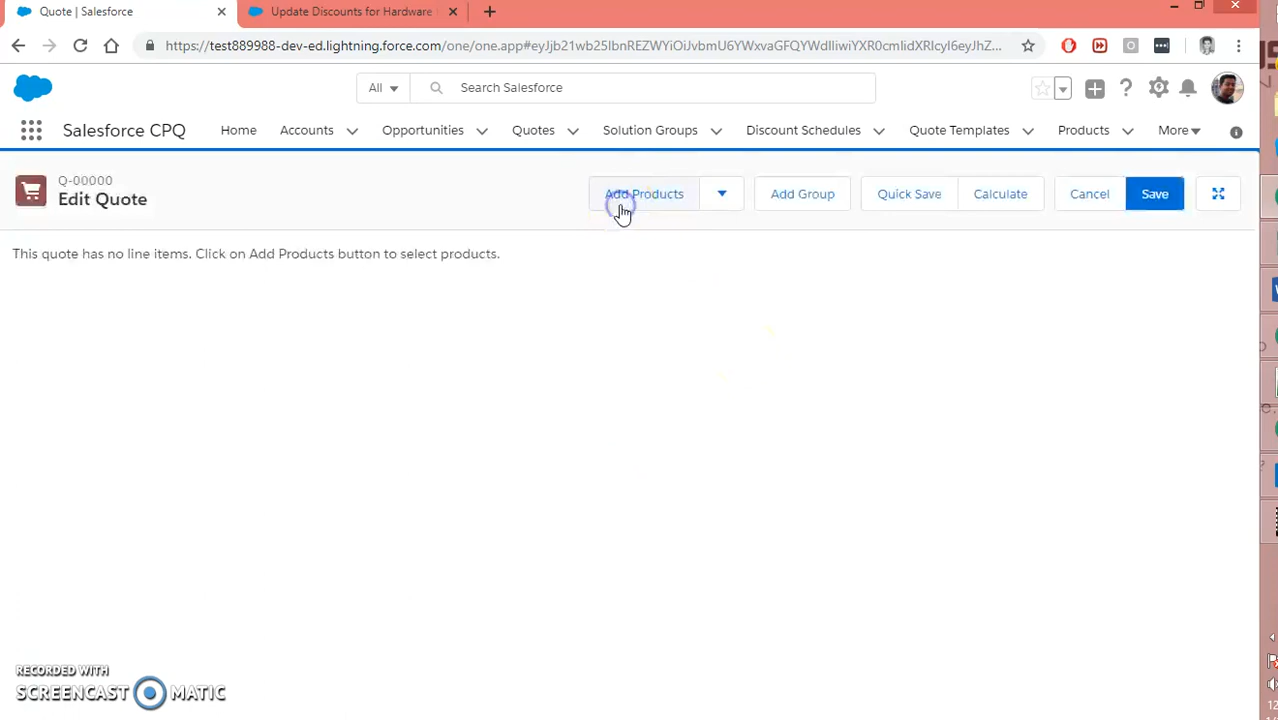 Quote | Salesforce
Update Discounts for Hardware
https://test889988-dev-ed.lightning.force.com/one/one.app#eyJjb21wb25lbnREZWYiOiJvbmU6YWxvaGFQYWdlIiwiYXR0cmlidXRlcyI6eyJhZ...
All
Search Salesforce
Salesforce CPQ
Home
Accounts
Opportunities
Quotes
Solution Groups
Discount Schedules
Quote Templates
Products
More
Q-00000
Edit Quote
Add Products
Add Group
Quick Save
Calculate
Cancel
Save
This quote has no line items. Click on Add Products button to select products.
RECORDED WITH
SCREENCAST MATIC